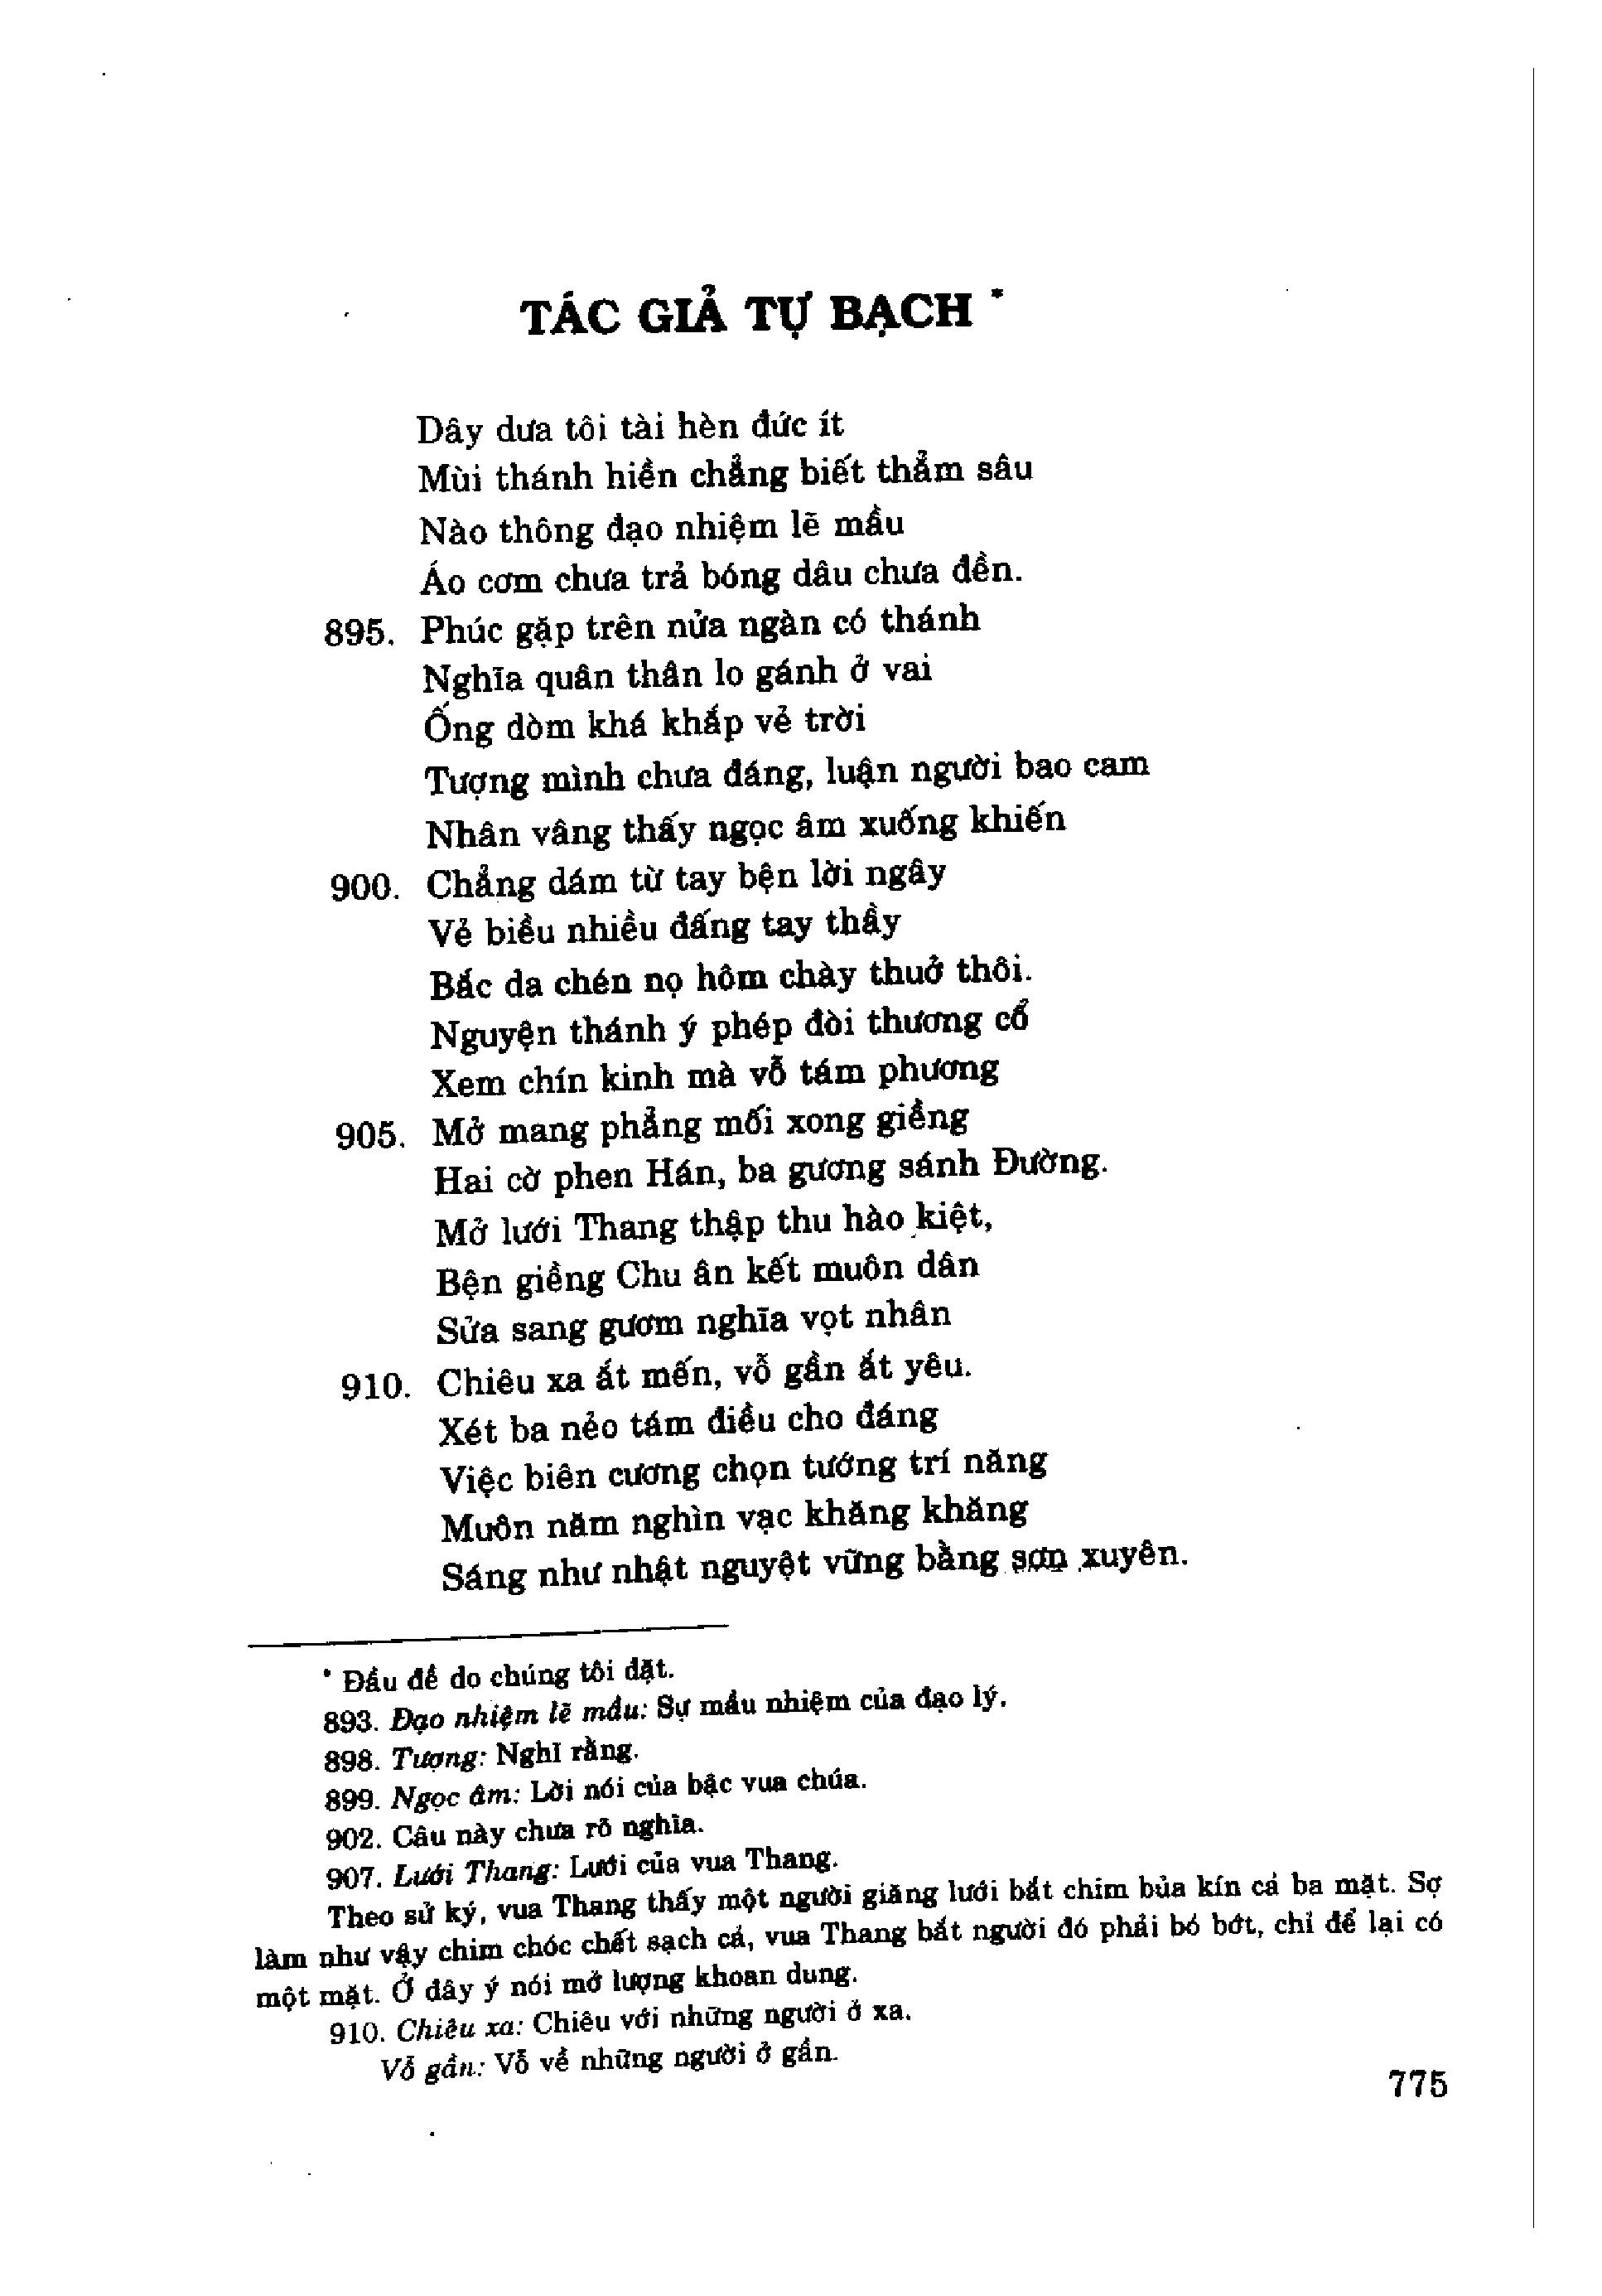 TÁC GIẢ TỰ BẠCH *
Dây dưa tôi tài hèn đức ít
Mùi thánh hiền chẳng biết thẳm sâu
Nào thông đạo nhiệm lẽ mầu
Áo cơm chưa trả bóng dâu chưa đền.
895. Phúc gặp trên nửa ngàn có thánh
Nghĩa quân thân lo gánh ở vai
Ống dòm khá khắp vẻ trời
Tượng mình chưa đáng, luận người bao cam
Nhân vâng thấy ngọc âm xuống khiến
900. Chẳng dám từ tay bện lời ngây
Vẻ biều nhiều đấng tay thầy
Bắc da chén nọ hôm chày thuở thôi.
Nguyện thánh ý phép đòi thương cổ
Xem chín kinh mà vỗ tám phương
905. Mở mang phẳng mối xong giềng
Hai cờ phen Hán, ba gương sánh Đường.
Mở lưới Thang thập thu hào kiệt,
Bện giềng Chu ân kết muôn dân
Sửa sang gươm nghĩa vọt nhân
910. Chiêu xa ắt mến, vỗ gần ắt yêu.
Xét ba nẻo tám điều cho đáng
Việc biên cương chọn tướng trí năng
Muôn năm nghìn vạc khăng khăng
Sáng như nhật nguyệt vững bằng sơn xuyên.
* Đầu đề do chúng tôi đặt.
893. Đạo nhiệm lẽ mầu: Sự mầu nhiệm của đạo lý.
898. Tượng: Nghĩ rằng.
899. Ngọc âm: Lời nói của bậc vua chúa.
902. Câu này chưa rõ nghĩa.
907. Lưới Thang: Lưới của vua Thang.
Theo sử ký, vua Thang thấy một người giăng lưới bắt chim bủa kín cả ba mặt. Sợ
làm như vậy chim chóc chết sạch cả, vua Thang bắt người đó phải bỏ bớt, chỉ để lại có
một mặt. Ở đây ý nói mở lượng khoan dung.
910. Chiêu xa: Chiêu với những người ở xa.
Vỗ gần: Vỗ về những người ở gần.
775